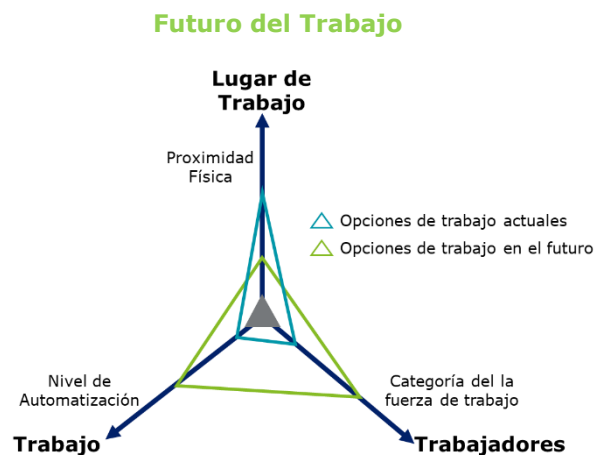 Futuro del Trabajo
Lugar de
Trabajo
Proximidad
Física
Opciones de trabajo actuales
Opciones de trabajo en el futuro
Nivel de
Automatización
Categoría del la
fuerza de trabajo
Trabajo
Trabajadores